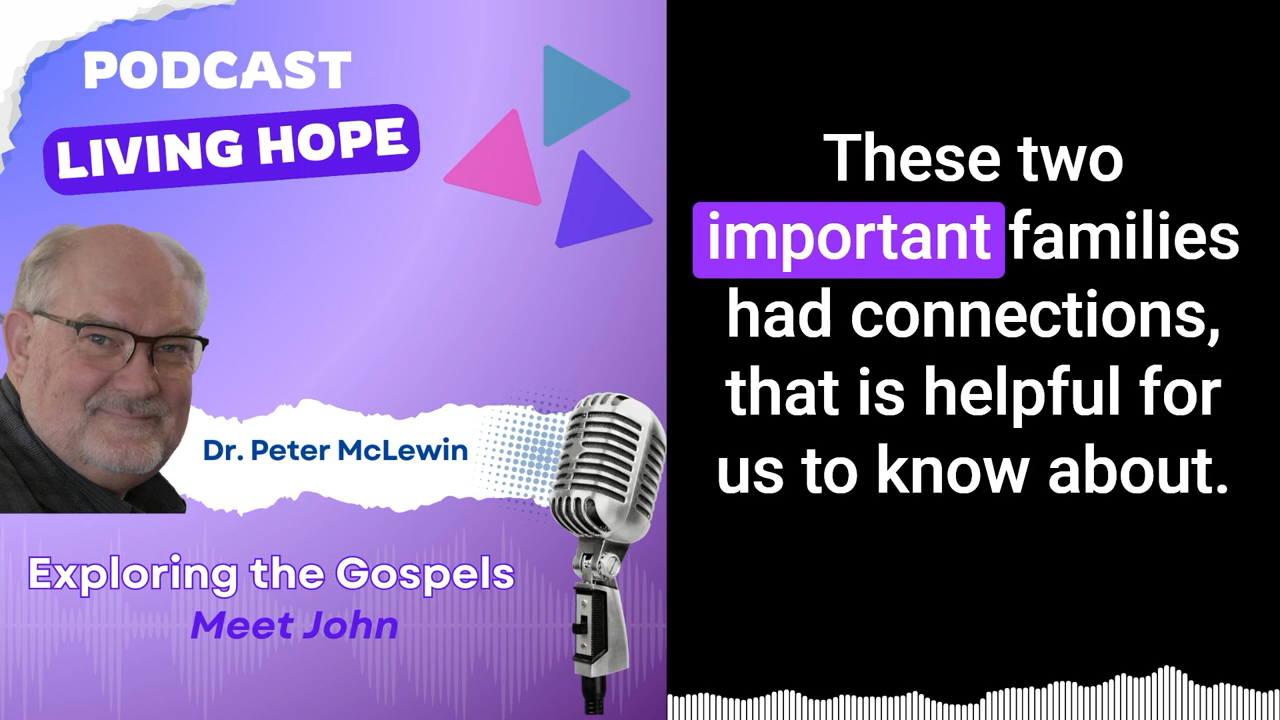 PODCAST
LIVING HOPE
Dr. Peter McLewin
Exploring the Gospels
Meet John
These two
important families
had connections,
that is helpful for
us to know about.